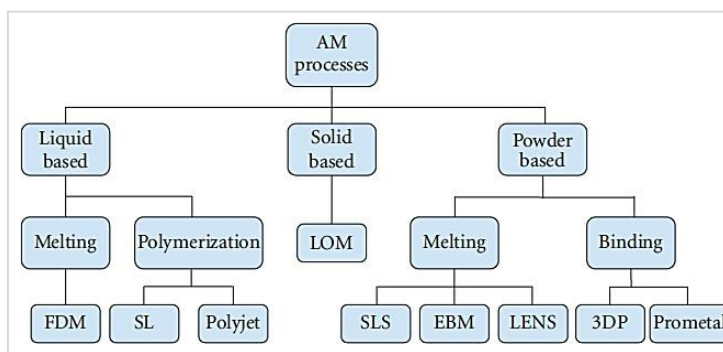 AM
processes
Liquid
based
Solid
based
Powder
based
Melting
Polymerization
LOM
Melting
Binding
FDM
SL
Polyjet
SLS
EBM
LENS
3DP
Prometal